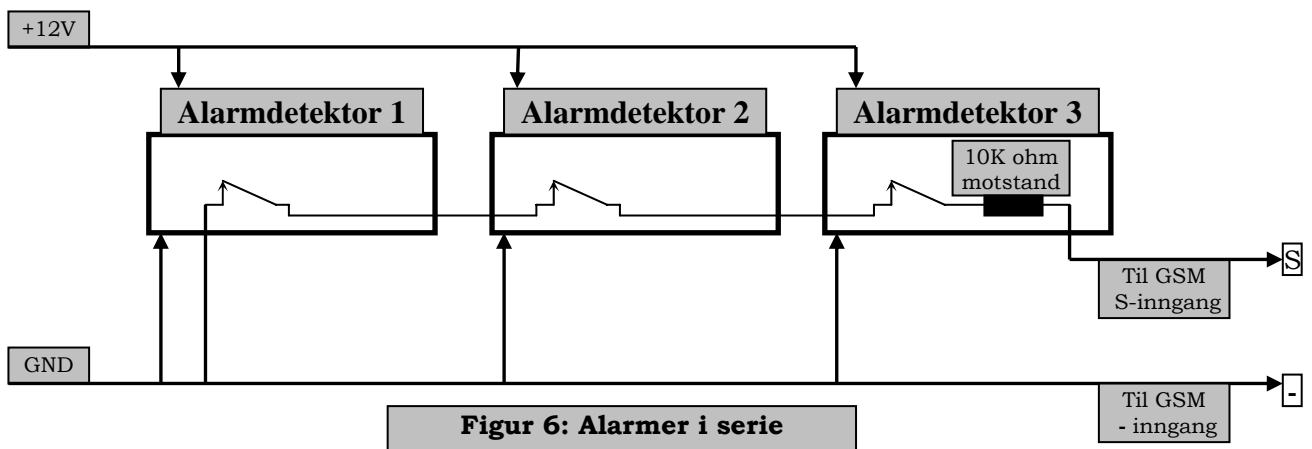 +12V
Alarmdetektor 1
Alarmdetektor 2
Alarmdetektor 3
10K ohm
motstand
S
Til GSM
S-inngang
GND
-
Til GSM
- inngang
Figur 6: Alarmer i serie